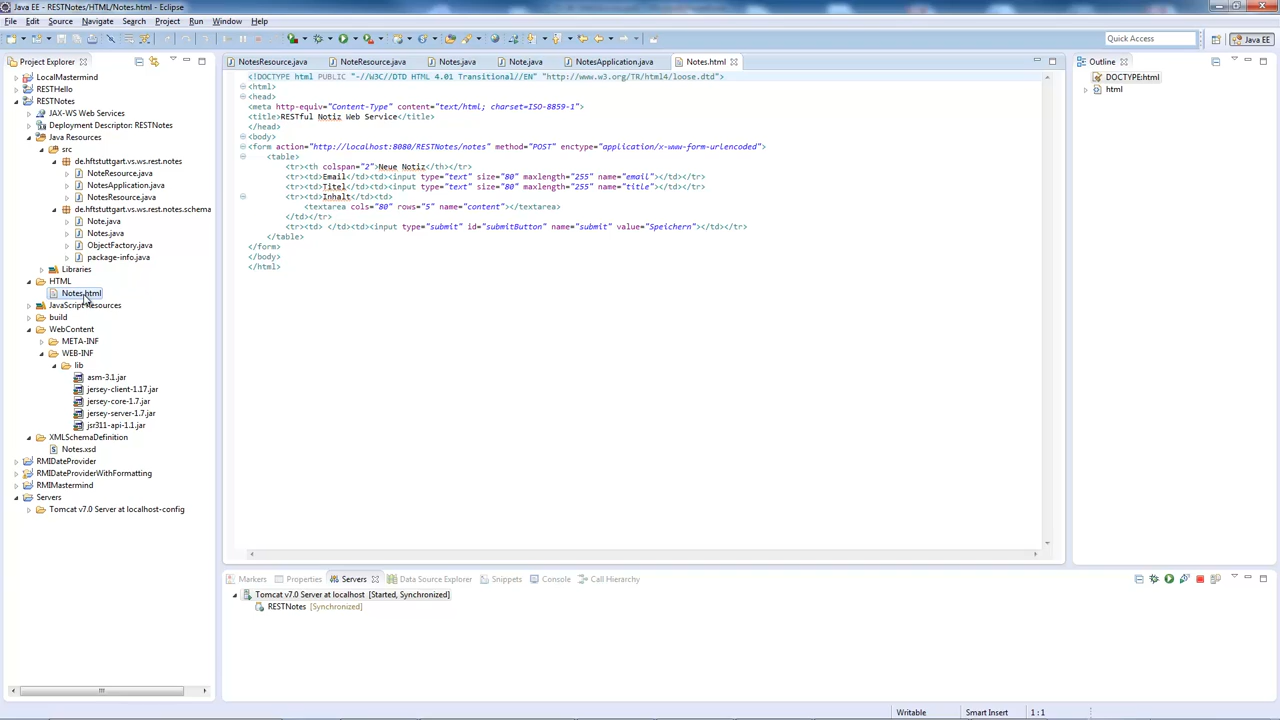 Java EE - RESTNotes/HTML/Notes.html - Eclipse
File Edit Source Navigate Search Project Run Window Help
Quick Access
Java EE
Project Explorer
LocalMastermind
RESTHello
RESTNotes
JAX-WS Web Services
Deployment Descriptor: RESTNotes
Java Resources
src
de.hftstuttgart.vs.ws.rest.notes
NoteResource.java
NotesApplication.java
NotesResource.java
de.hftstuttgart.vs.ws.rest.notes.schema
Note.java
Notes.java
ObjectFactory.java
package-info.java
Libraries
HTML
Notes.html
JavaScript Resources
build
WebContent
META-INF
WEB-INF
lib
asm-3.1.jar
jersey-client-1.17.jar
jersey-core-1.7.jar
jersey-server-1.7.jar
jsr311-api-1.1.jar
XMLSchemaDefinition
Notes.xsd
RMIDateProvider
RMIDateProviderWithFormatting
RMIMastermind
Servers
Tomcat v7.0 Server at localhost-config
NotesResource.java NoteResource.java Notes.java Note.java NotesApplication.java Notes.html
<!DOCTYPE html PUBLIC "-//W3C//DTD HTML 4.01 Transitional//EN" "http://www.w3.org/TR/html4/loose.dtd">
<html>
<head>
<meta http-equiv="Content-Type" content="text/html; charset=ISO-8859-1">
<title>RESTful Notiz Web Service</title>
</head>
<body>
<form action="http://localhost:8080/RESTNotes/notes" method="POST" enctype="application/x-www-form-urlencoded">
<table>
<tr><th colspan="2">Neue Notiz</th></tr>
<tr><td>Email</td><td><input type="text" size="80" maxlength="255" name="email"></td></tr>
<tr><td>Titel</td><td><input type="text" size="80" maxlength="255" name="title"></td></tr>
<tr><td>Inhalt</td><td>
<textarea cols="80" rows="5" name="content"></textarea>
</td></tr>
<tr><td> </td><td><input type="submit" id="submitButton" name="submit" value="Speichern"></td></tr>
</table>
</form>
</body>
</html>
Outline
DOCTYPE:html
html
Markers Properties Servers Data Source Explorer Snippets Console Call Hierarchy
Tomcat v7.0 Server at localhost [Started, Synchronized]
RESTNotes [Synchronized]
Writable Smart Insert 1 : 1